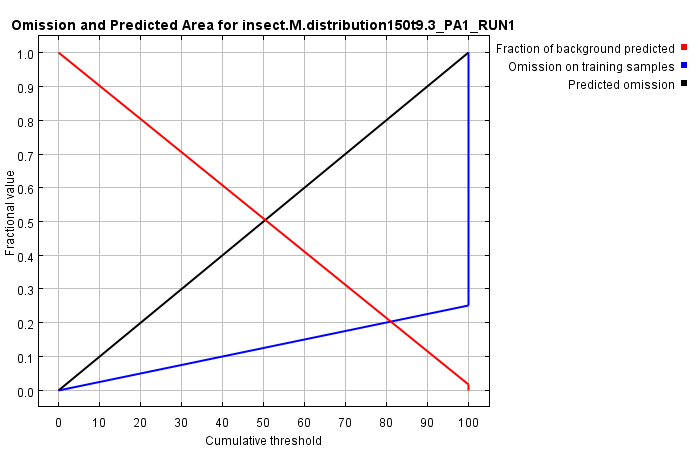 Omission and Predicted Area for insect.M.distribution150t9.3_PA1_RUN1
Fraction of background predicted
Omission on training samples
Predicted omission
Fractional value
1.0
0.9
0.8
0.7
0.6
0.5
0.4
0.3
0.2
0.1
0.0
0 10 20 30 40 50 60 70 80 90 100
Cumulative threshold